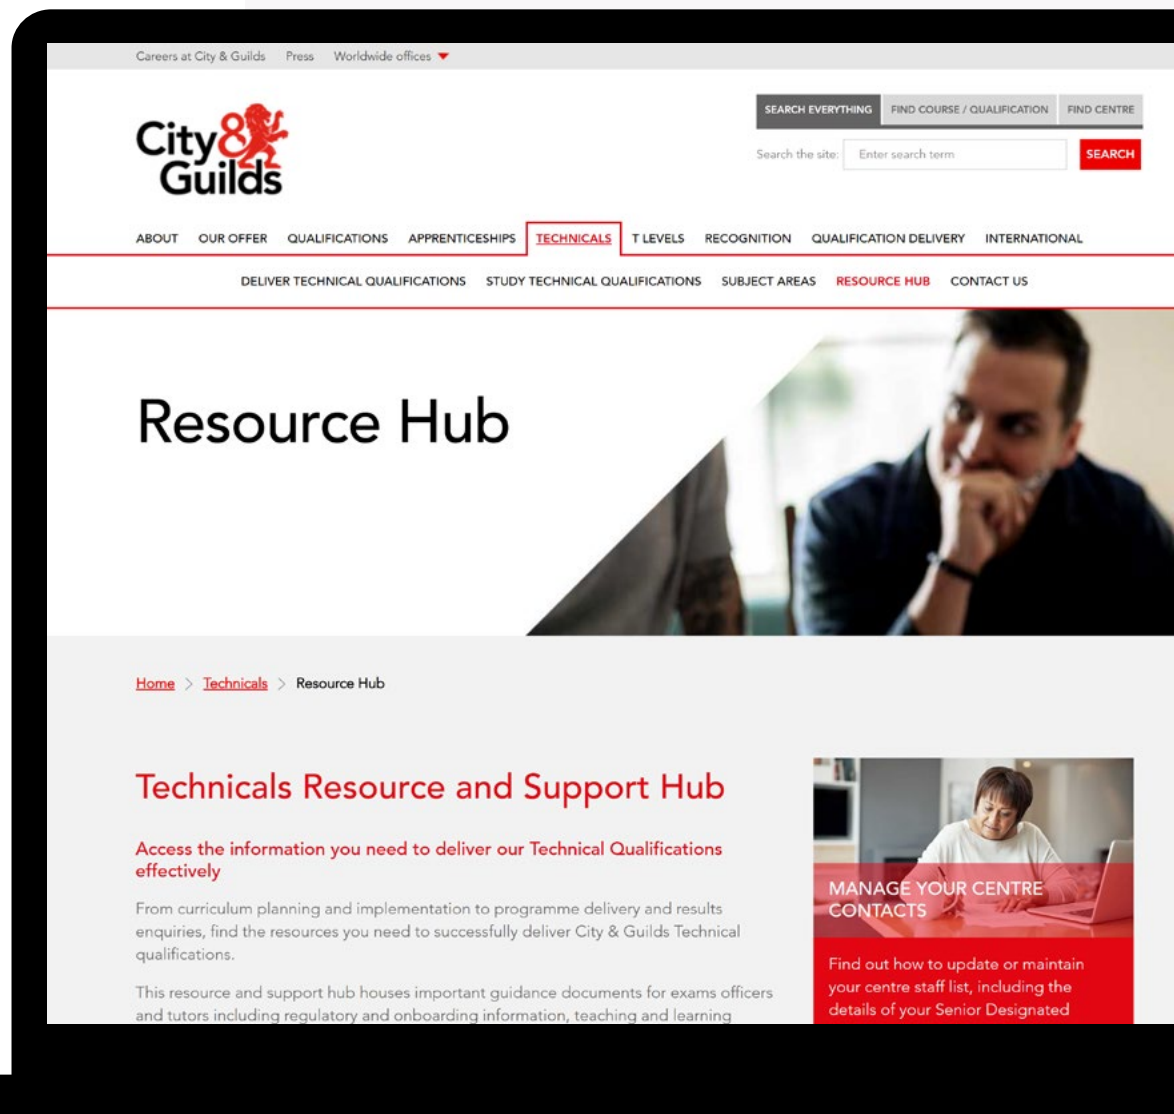 Careers at City & Guilds Press Worldwide offices
City &
Guilds
SEARCH EVERYTHING FIND COURSE / QUALIFICATION FIND CENTRE
Search the site: Enter search term SEARCH
ABOUT OUR OFFER QUALIFICATIONS APPRENTICESHIPS TECHNICALS T LEVELS RECOGNITION QUALIFICATION DELIVERY INTERNATIONAL
DELIVER TECHNICAL QUALIFICATIONS STUDY TECHNICAL QUALIFICATIONS SUBJECT AREAS RESOURCE HUB CONTACT US
Resource Hub
Home > Technicals > Resource Hub
Technicals Resource and Support Hub
Access the information you need to deliver our Technical Qualifications
effectively
From curriculum planning and implementation to programme delivery and results
enquiries, find the resources you need to successfully deliver City & Guilds Technical
qualifications.
This resource and support hub houses important guidance documents for exams officers
and tutors including regulatory and onboarding information, teaching and learning
MANAGE YOUR CENTRE
CONTACTS
Find out how to update or maintain
your centre staff list, including the
details of your Senior Designated